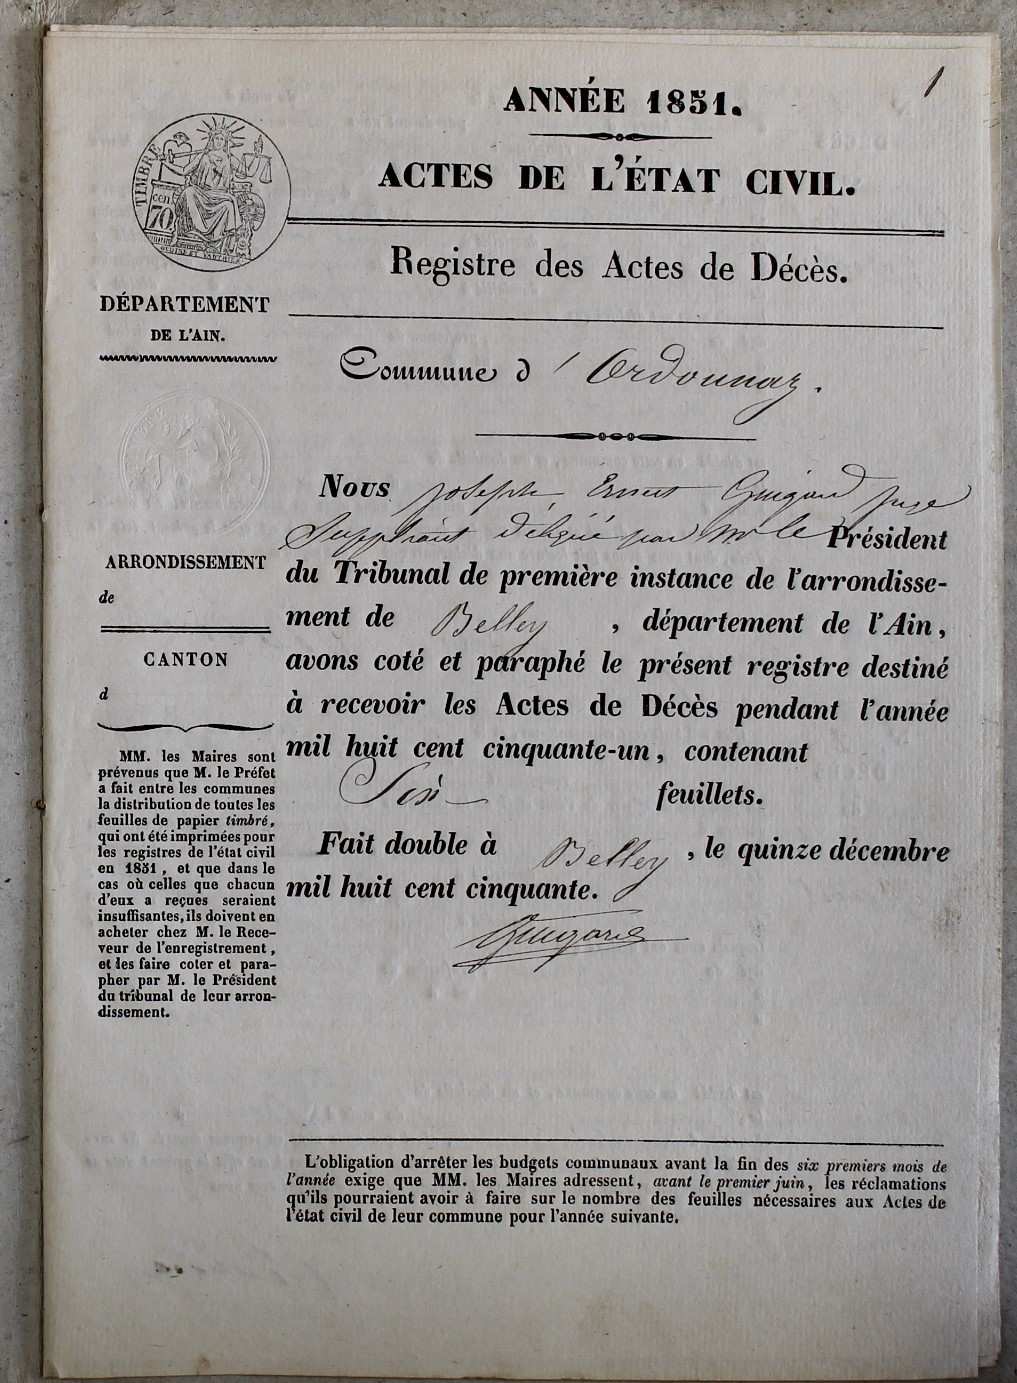 1
ANNÉE 1851.
ACTES DE L'ÉTAT CIVIL.
TIMBRE
cen
70
Registre des Actes de Décès.
DÉPARTEMENT
DE L'AIN.
Commune d'Ordonnaz.
ARRONDISSEMENT
de
CANTON
d
MM. les Maires sont
prévenus que M. le Préfet
a fait entre les communes
la distribution de toutes les
feuilles de papier timbré,
qui ont été imprimées pour
les registres de l'état civil
en 1851, et que dans le
cas où celles que chacun
d'eux a reçues seraient
insuffisantes, ils doivent en
acheter chez M. le Rece-
veur de l'enregistrement,
et les faire coter et para-
pher par M. le Président
du tribunal de leur arron-
dissement.
Nous joseph Ernest Guigard juge
Suppléant délégué par Mr le Président
du Tribunal de première instance de l'arrondisse-
ment de Belley, département de l'Ain,
avons coté et paraphé le présent registre destiné
à recevoir les Actes de Décès pendant l'année
mil huit cent cinquante-un, contenant
Six feuillets.
Fait double à Belley, le quinze décembre
mil huit cent cinquante.
Guigard
L'obligation d'arrêter les budgets communaux avant la fin des six premiers mois de
l'année exige que MM. les Maires adressent, avant le premier juin, les réclamations
qu'ils pourraient avoir à faire sur le nombre des feuilles nécessaires aux Actes de
l'état civil de leur commune pour l'année suivante.